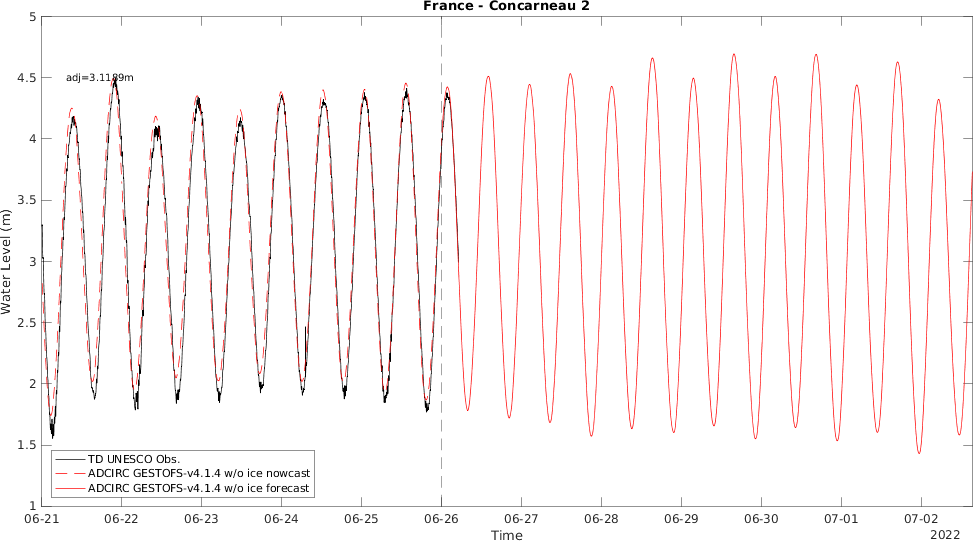 France - Concarneau 2
5
4.5
4
3.5
3
2.5
2
1.5
1
Water Level (m)
adj=3.1189m
TD UNESCO Obs.
ADCIRC GESTOFS-v4.1.4 w/o ice nowcast
ADCIRC GESTOFS-v4.1.4 w/o ice forecast
06-21 06-22 06-23 06-24 06-25 06-26 06-27 06-28 06-29 06-30 07-01 07-02
Time
2022